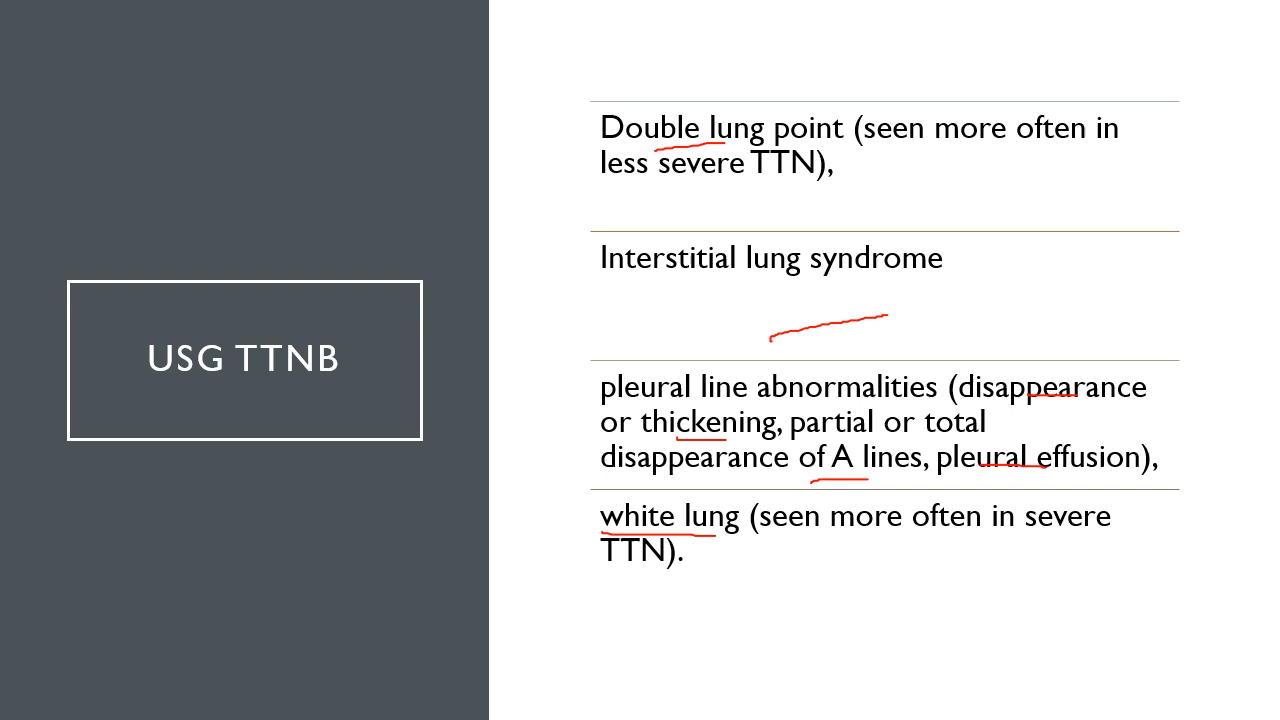 USG TTNB
Double lung point (seen more often in
less severe TTN),
Interstitial lung syndrome
pleural line abnormalities (disappearance
or thickening, partial or total
disappearance of A lines, pleural effusion),
white lung (seen more often in severe
TTN).